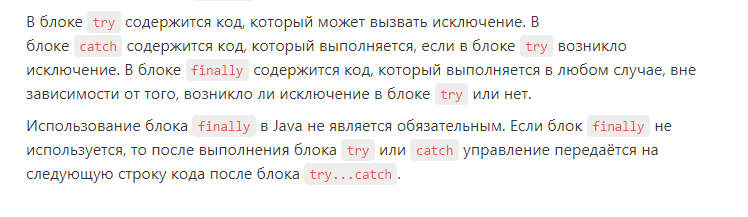 В блоке try содержится код, который может вызвать исключение. В
блоке catch содержится код, который выполняется, если в блоке try возникло
исключение. В блоке finally содержится код, который выполняется в любом случае, вне
зависимости от того, возникло ли исключение в блоке try или нет.
Использование блока finally в Java не является обязательным. Если блок finally не
используется, то после выполнения блока try или catch управление передаётся на
следующую строку кода после блока try...catch.